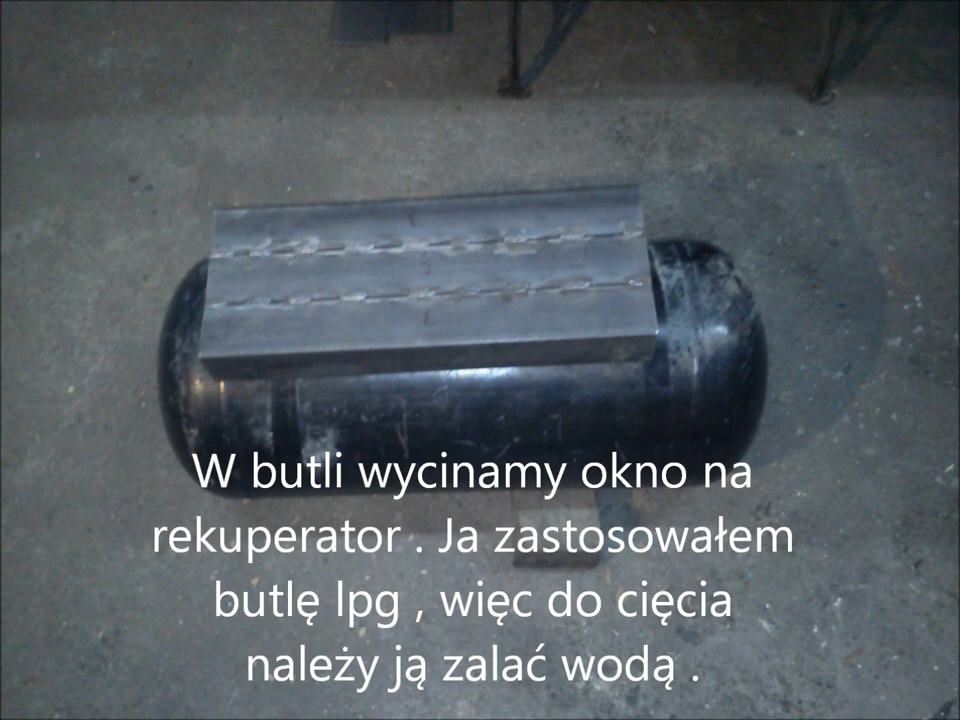 W butli wycinamy okno na
rekuperator . Ja zastosowałem
butlę lpg , więc do cięcia
należy ją zalać wodą .